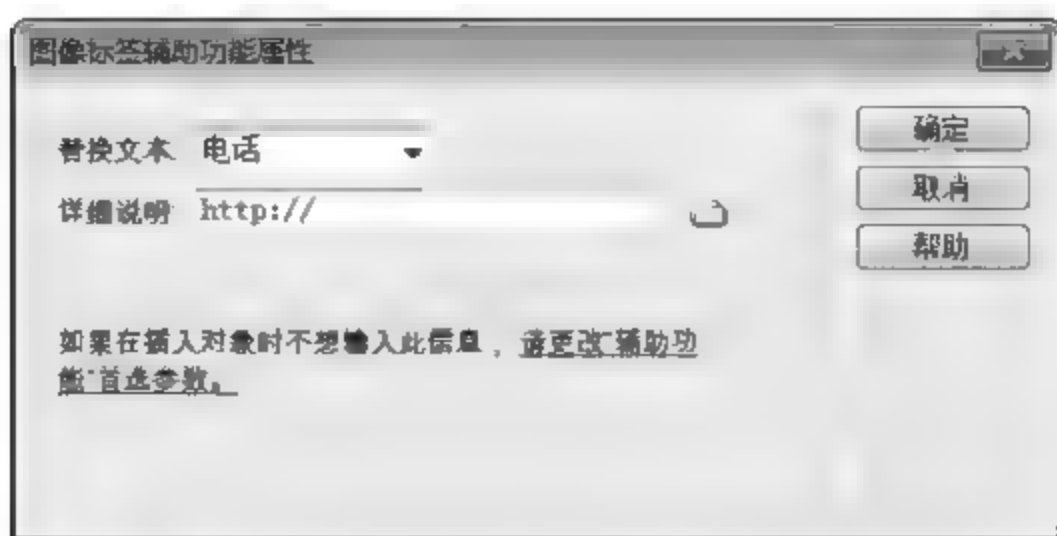 图像标签辅助功能属性
替换文本 电话
确定
详细说明 http://
取消
帮助
如果在插入对象时不想输入此信息，请更改"辅助功
能"首选参数。